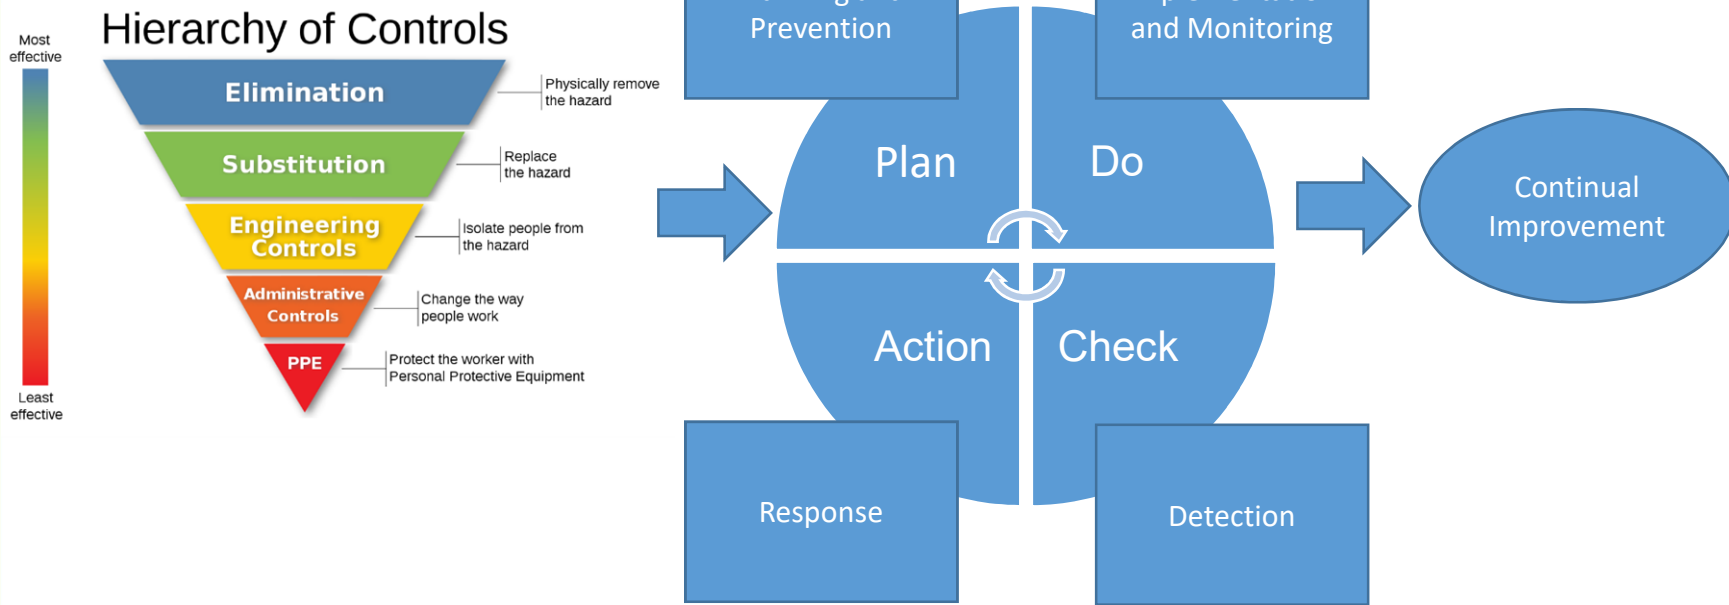 Hierarchy of Controls
Most
effective
Elimination
Physically remove
the hazard
Substitution
Replace
the hazard
Engineering
Controls
Isolate people from
the hazard
Administrative
Controls
Change the way
people work
PPE
Protect the worker with
Personal Protective Equipment
Least
effective
Prevention
and Monitoring
Plan
Do
Action
Check
Response
Detection
Continual
Improvement